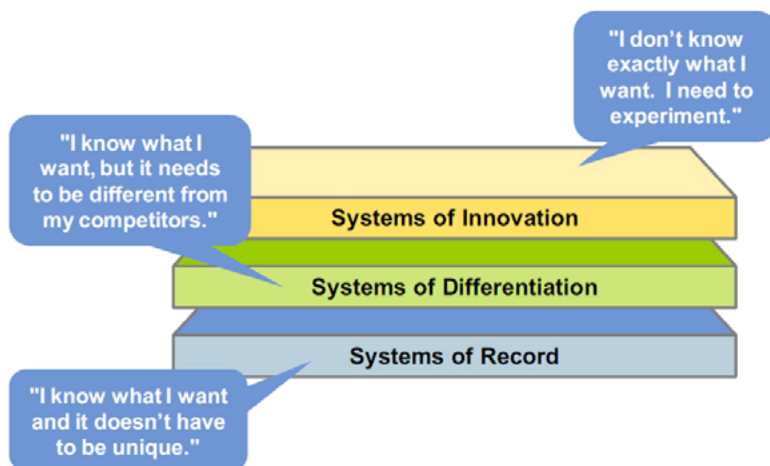 "I don't know
exactly what I
want.  I need to
experiment."
"I know what I
want, but it needs
to be different from
my competitors."
Systems of Innovation
Systems of Differentiation
Systems of Record
"I know what I want
and it doesn't have
to be unique."